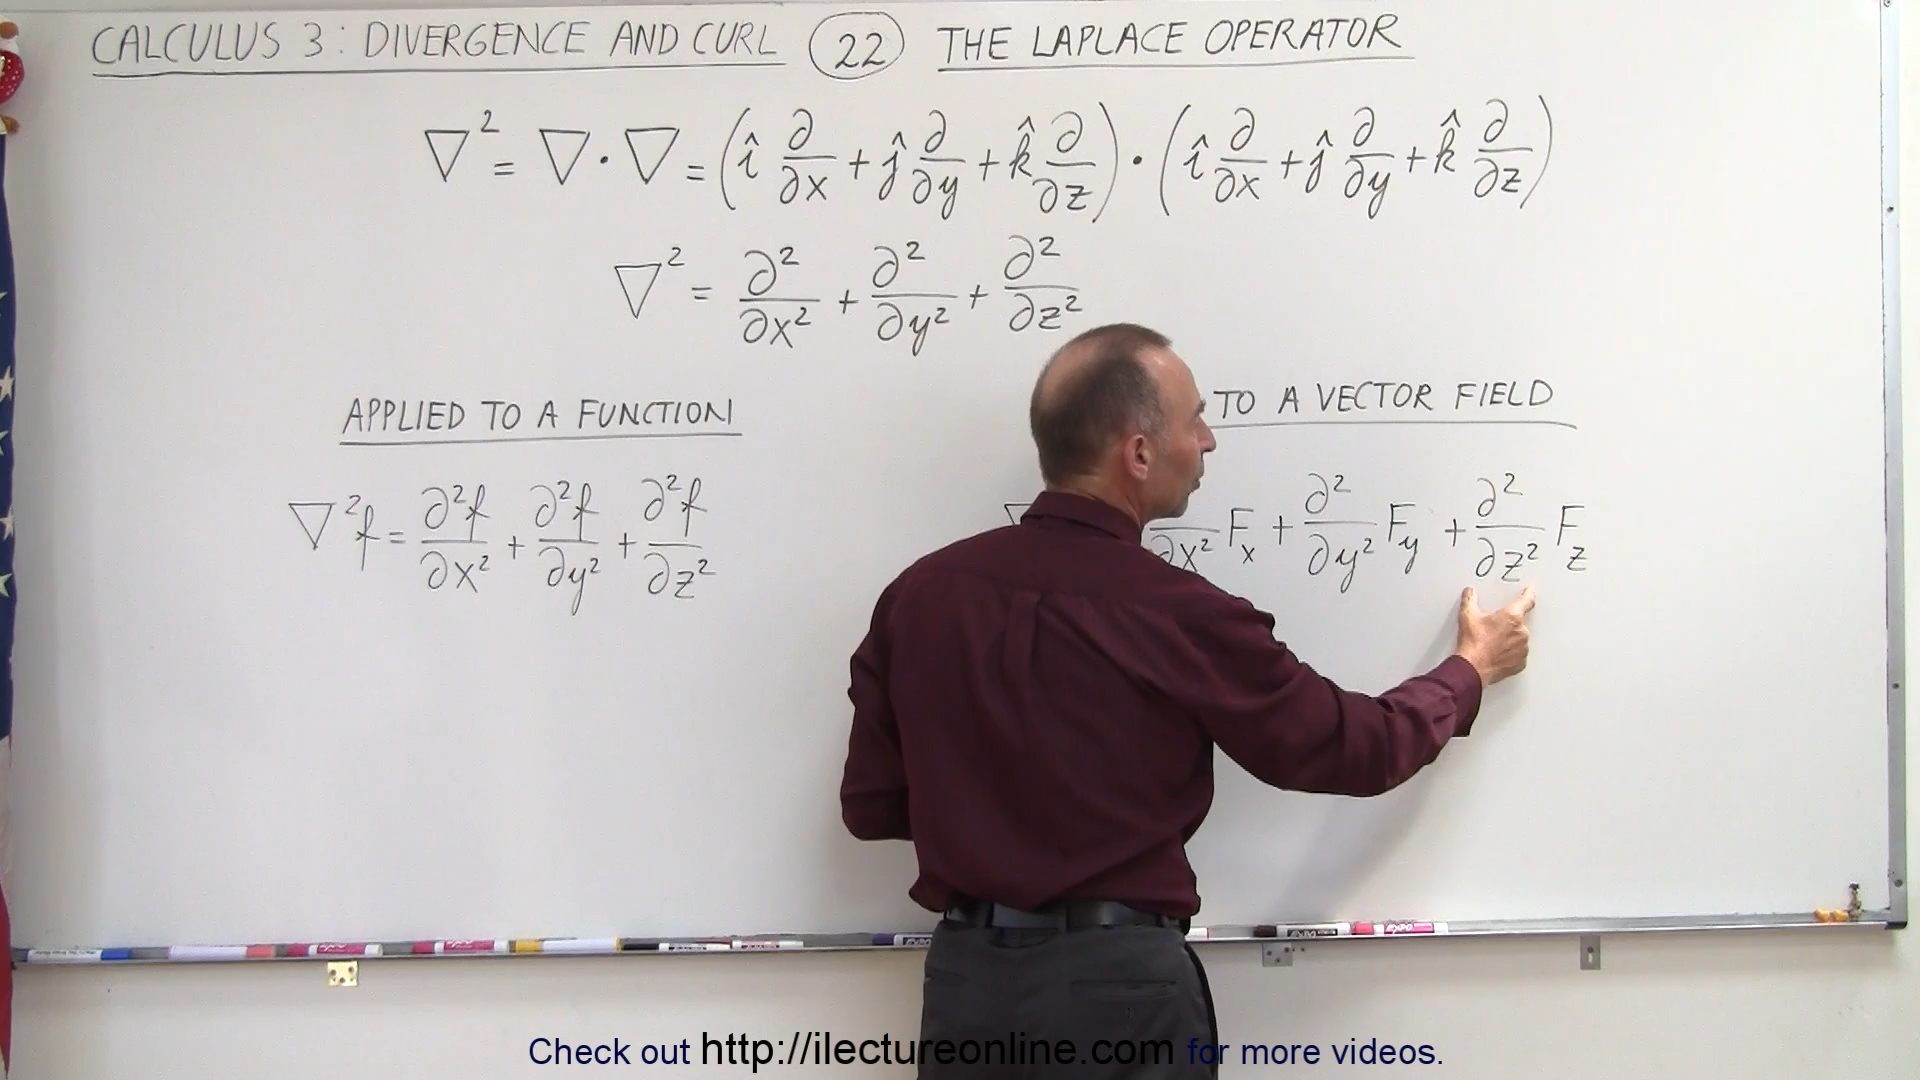 CALCULUS 3: DIVERGENCE AND CURL (22) THE LAPLACE OPERATOR
∇² = ∇·∇ = (î ∂/∂x + ĵ ∂/∂y + k̂ ∂/∂z) · (î ∂/∂x + ĵ ∂/∂y + k̂ ∂/∂z)
∇² = ∂²/∂x² + ∂²/∂y² + ∂²/∂z²
APPLIED TO A FUNCTION
∇²f = ∂²f/∂x² + ∂²f/∂y² + ∂²f/∂z²
TO A VECTOR FIELD
/∂x² Fx + ∂²/∂y² Fy + ∂²/∂z² Fz
EXPO
Check out http://ilectureonline.com for more videos.